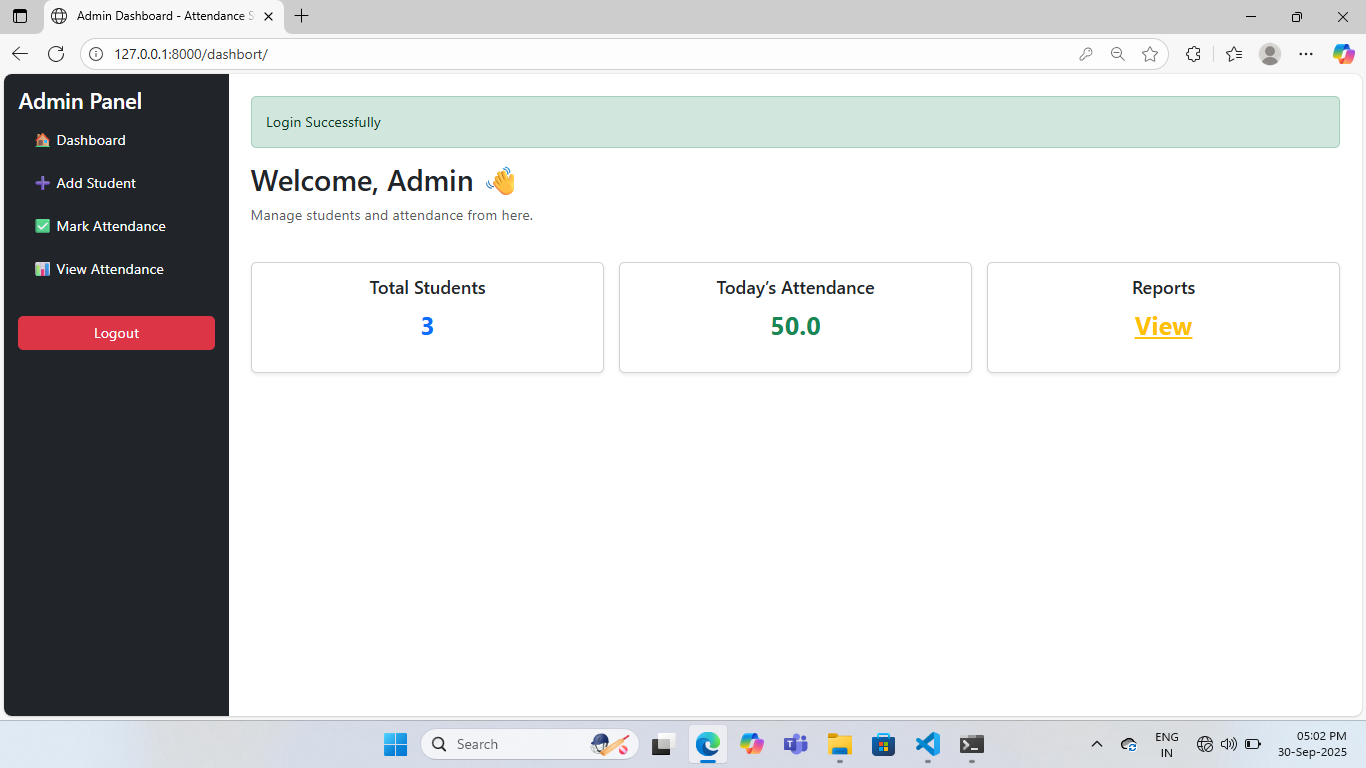 Admin Dashboard - Attendance S
127.0.0.1:8000/dashbort/
Admin Panel
Dashboard
Add Student
Mark Attendance
View Attendance
Logout
Login Successfully
Welcome, Admin 👋
Manage students and attendance from here.
Total Students
3
Today’s Attendance
50.0
Reports
View
Search
ENG
IN
05:02 PM
30-Sep-2025